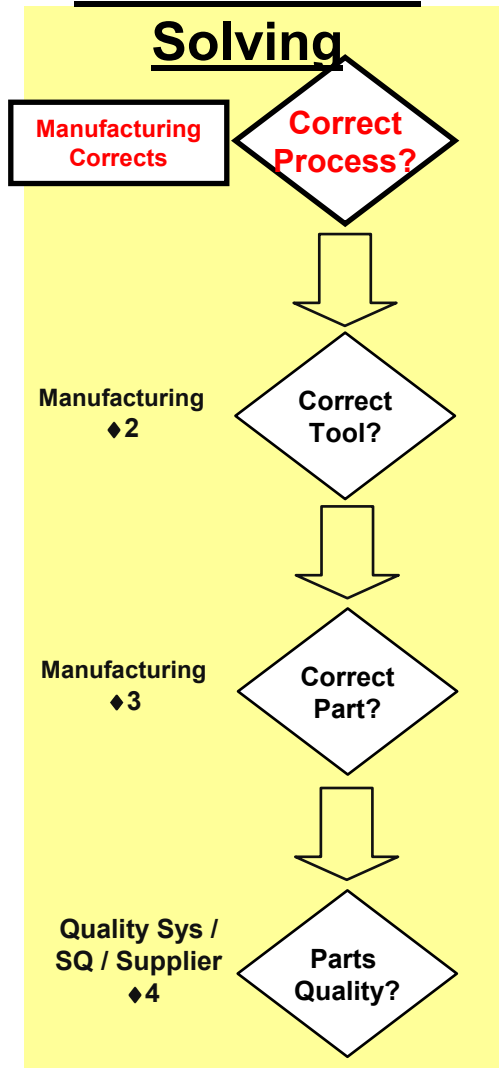 Solving
Manufacturing
Corrects
Correct
Process?
Manufacturing
♦2
Correct
Tool?
Manufacturing
♦3
Correct
Part?
Quality Sys /
SQ / Supplier
♦4
Parts
Quality?